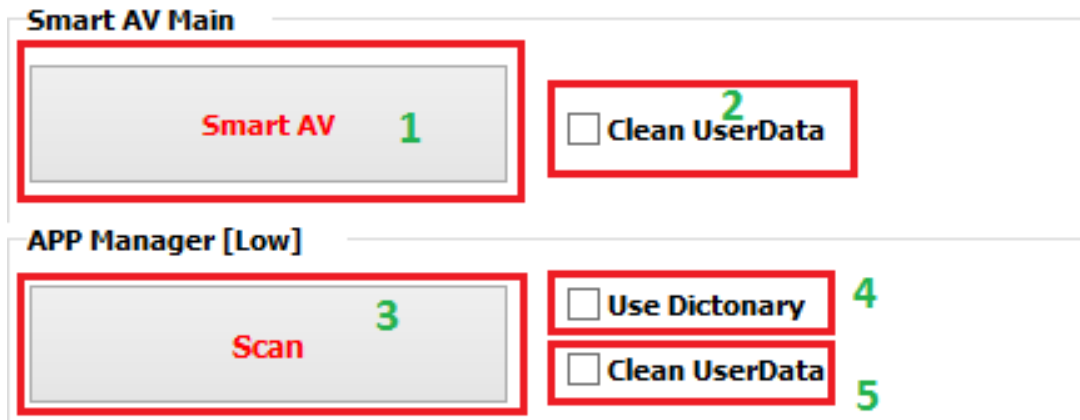 Smart AV Main
Smart AV 1
2
Clean UserData
APP Manager [Low]
Scan 3
Use Dictonary 4
Clean UserData 5